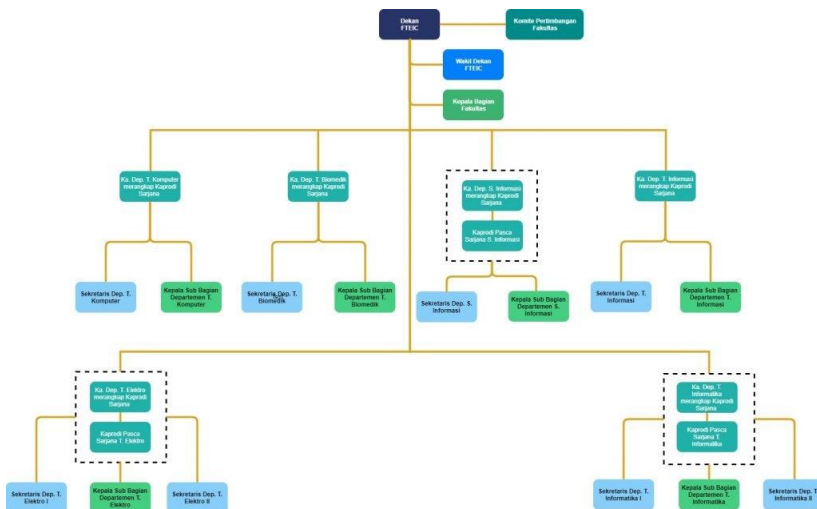 Dekan
FTEIC
Komite Pertimbangan
Fakultas
Wakil Dekan
FTEIC
Kepala Bagian
Fakultas
Ka. Dep. T. Komputer
merangkap Kaprodi
Sarjana
Ka. Dep. T. Biomedik
merangkap Kaprodi
Sarjana
Ka. Dep. S. Informasi
merangkap Kaprodi
Sarjana
Kaprodi Pasca
Sarjana S. Informasi
Ka. Dep. T. Informasi
merangkap Kaprodi
Sarjana
Sekretaris Dep. T.
Komputer
Kepala Sub Bagian
Departemen T.
Komputer
Sekretaris Dep. T.
Biomedik
Kepala Sub Bagian
Departemen T.
Biomedik
Sekretaris Dep. S.
Informasi
Kepala Sub Bagian
Departemen S.
Informasi
Sekretaris Dep. T.
Informasi
Kepala Sub Bagian
Departemen T.
Informasi
Ka. Dep. T. Elektro
merangkap Kaprodi
Sarjana
Kaprodi Pasca
Sarjana T. Elektro
Ka. Dep. T.
Informatika
merangkap Kaprodi
Sarjana
Kaprodi Pasca
Sarjana T.
Informatika
Sekretaris Dep. T.
Elektro I
Kepala Sub Bagian
Departemen T.
Elektro
Sekretaris Dep. T.
Elektro II
Sekretaris Dep. T.
Informatika I
Kepala Sub Bagian
Departemen T.
Informatika
Sekretaris Dep. T.
Informatika II